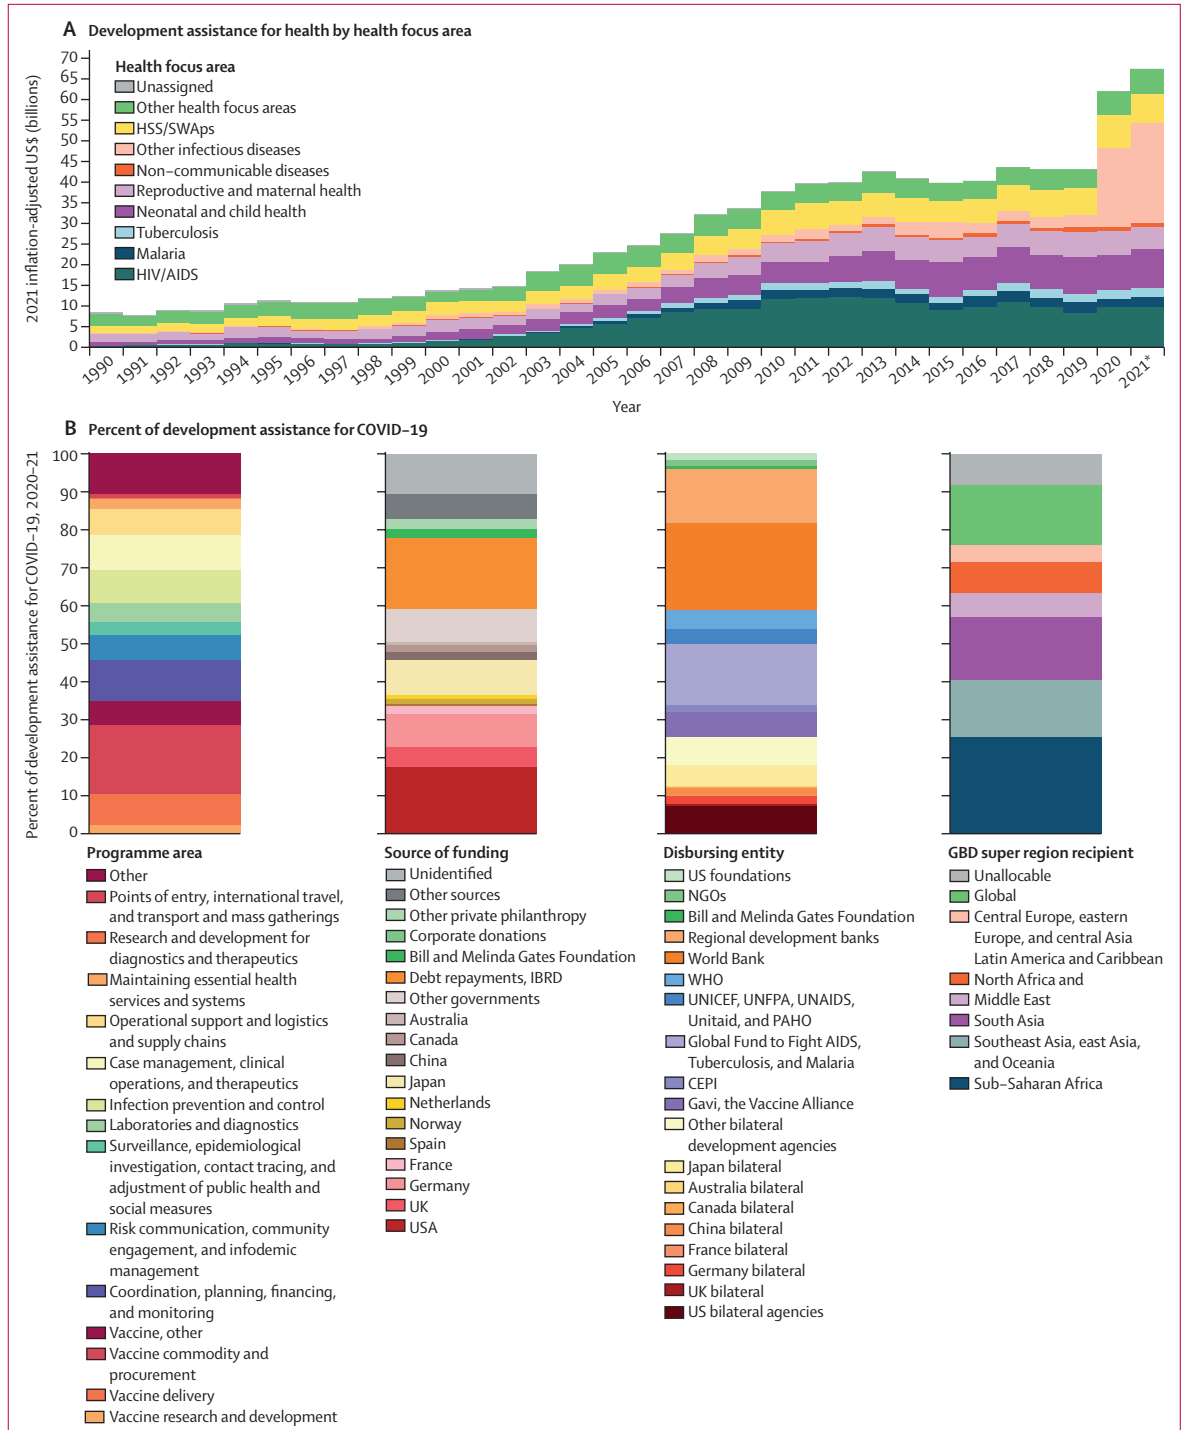 A Development assistance for health by health focus area
2021 inflation-adjusted US$ (billions)
70
65
60
55
50
45
40
35
30
25
20
15
10
5
0
Health focus area
Unassigned
Other health focus areas
HSS/SWAps
Other infectious diseases
Non–communicable diseases
Reproductive and maternal health
Neonatal and child health
Tuberculosis
Malaria
HIV/AIDS
1990
1991
1992
1993
1994
1995
1996
1997
1998
1999
2000
2001
2002
2003
2004
2005
2006
2007
2008
2009
2010
2011
2012
2013
2014
2015
2016
2017
2018
2019
2020
2021*
Year
B Percent of development assistance for COVID–19
Percent of development assistance for COVID–19, 2020–21
100
90
80
70
60
50
40
30
20
10
0
Programme area
Other
Points of entry, international travel,
and transport and mass gatherings
Research and development for
diagnostics and therapeutics
Maintaining essential health
services and systems
Operational support and logistics
and supply chains
Case management, clinical
operations, and therapeutics
Infection prevention and control
Laboratories and diagnostics
Surveillance, epidemiological
investigation, contact tracing, and
adjustment of public health and
social measures
Risk communication, community
engagement, and infodemic
management
Coordination, planning, financing,
and monitoring
Vaccine, other
Vaccine commodity and
procurement
Vaccine delivery
Vaccine research and development
Source of funding
Unidentified
Other sources
Other private philanthropy
Corporate donations
Bill and Melinda Gates Foundation
Debt repayments, IBRD
Other governments
Australia
Canada
China
Japan
Netherlands
Norway
Spain
France
Germany
UK
USA
Disbursing entity
US foundations
NGOs
Bill and Melinda Gates Foundation
Regional development banks
World Bank
WHO
UNICEF, UNFPA, UNAIDS,
Unitaid, and PAHO
Global Fund to Fight AIDS,
Tuberculosis, and Malaria
CEPI
Gavi, the Vaccine Alliance
Other bilateral
development agencies
Japan bilateral
Australia bilateral
Canada bilateral
China bilateral
France bilateral
Germany bilateral
UK bilateral
US bilateral agencies
GBD super region recipient
Unallocable
Global
Central Europe, eastern
Europe, and central Asia
Latin America and Caribbean
North Africa and
Middle East
South Asia
Southeast Asia, east Asia,
and Oceania
Sub–Saharan Africa